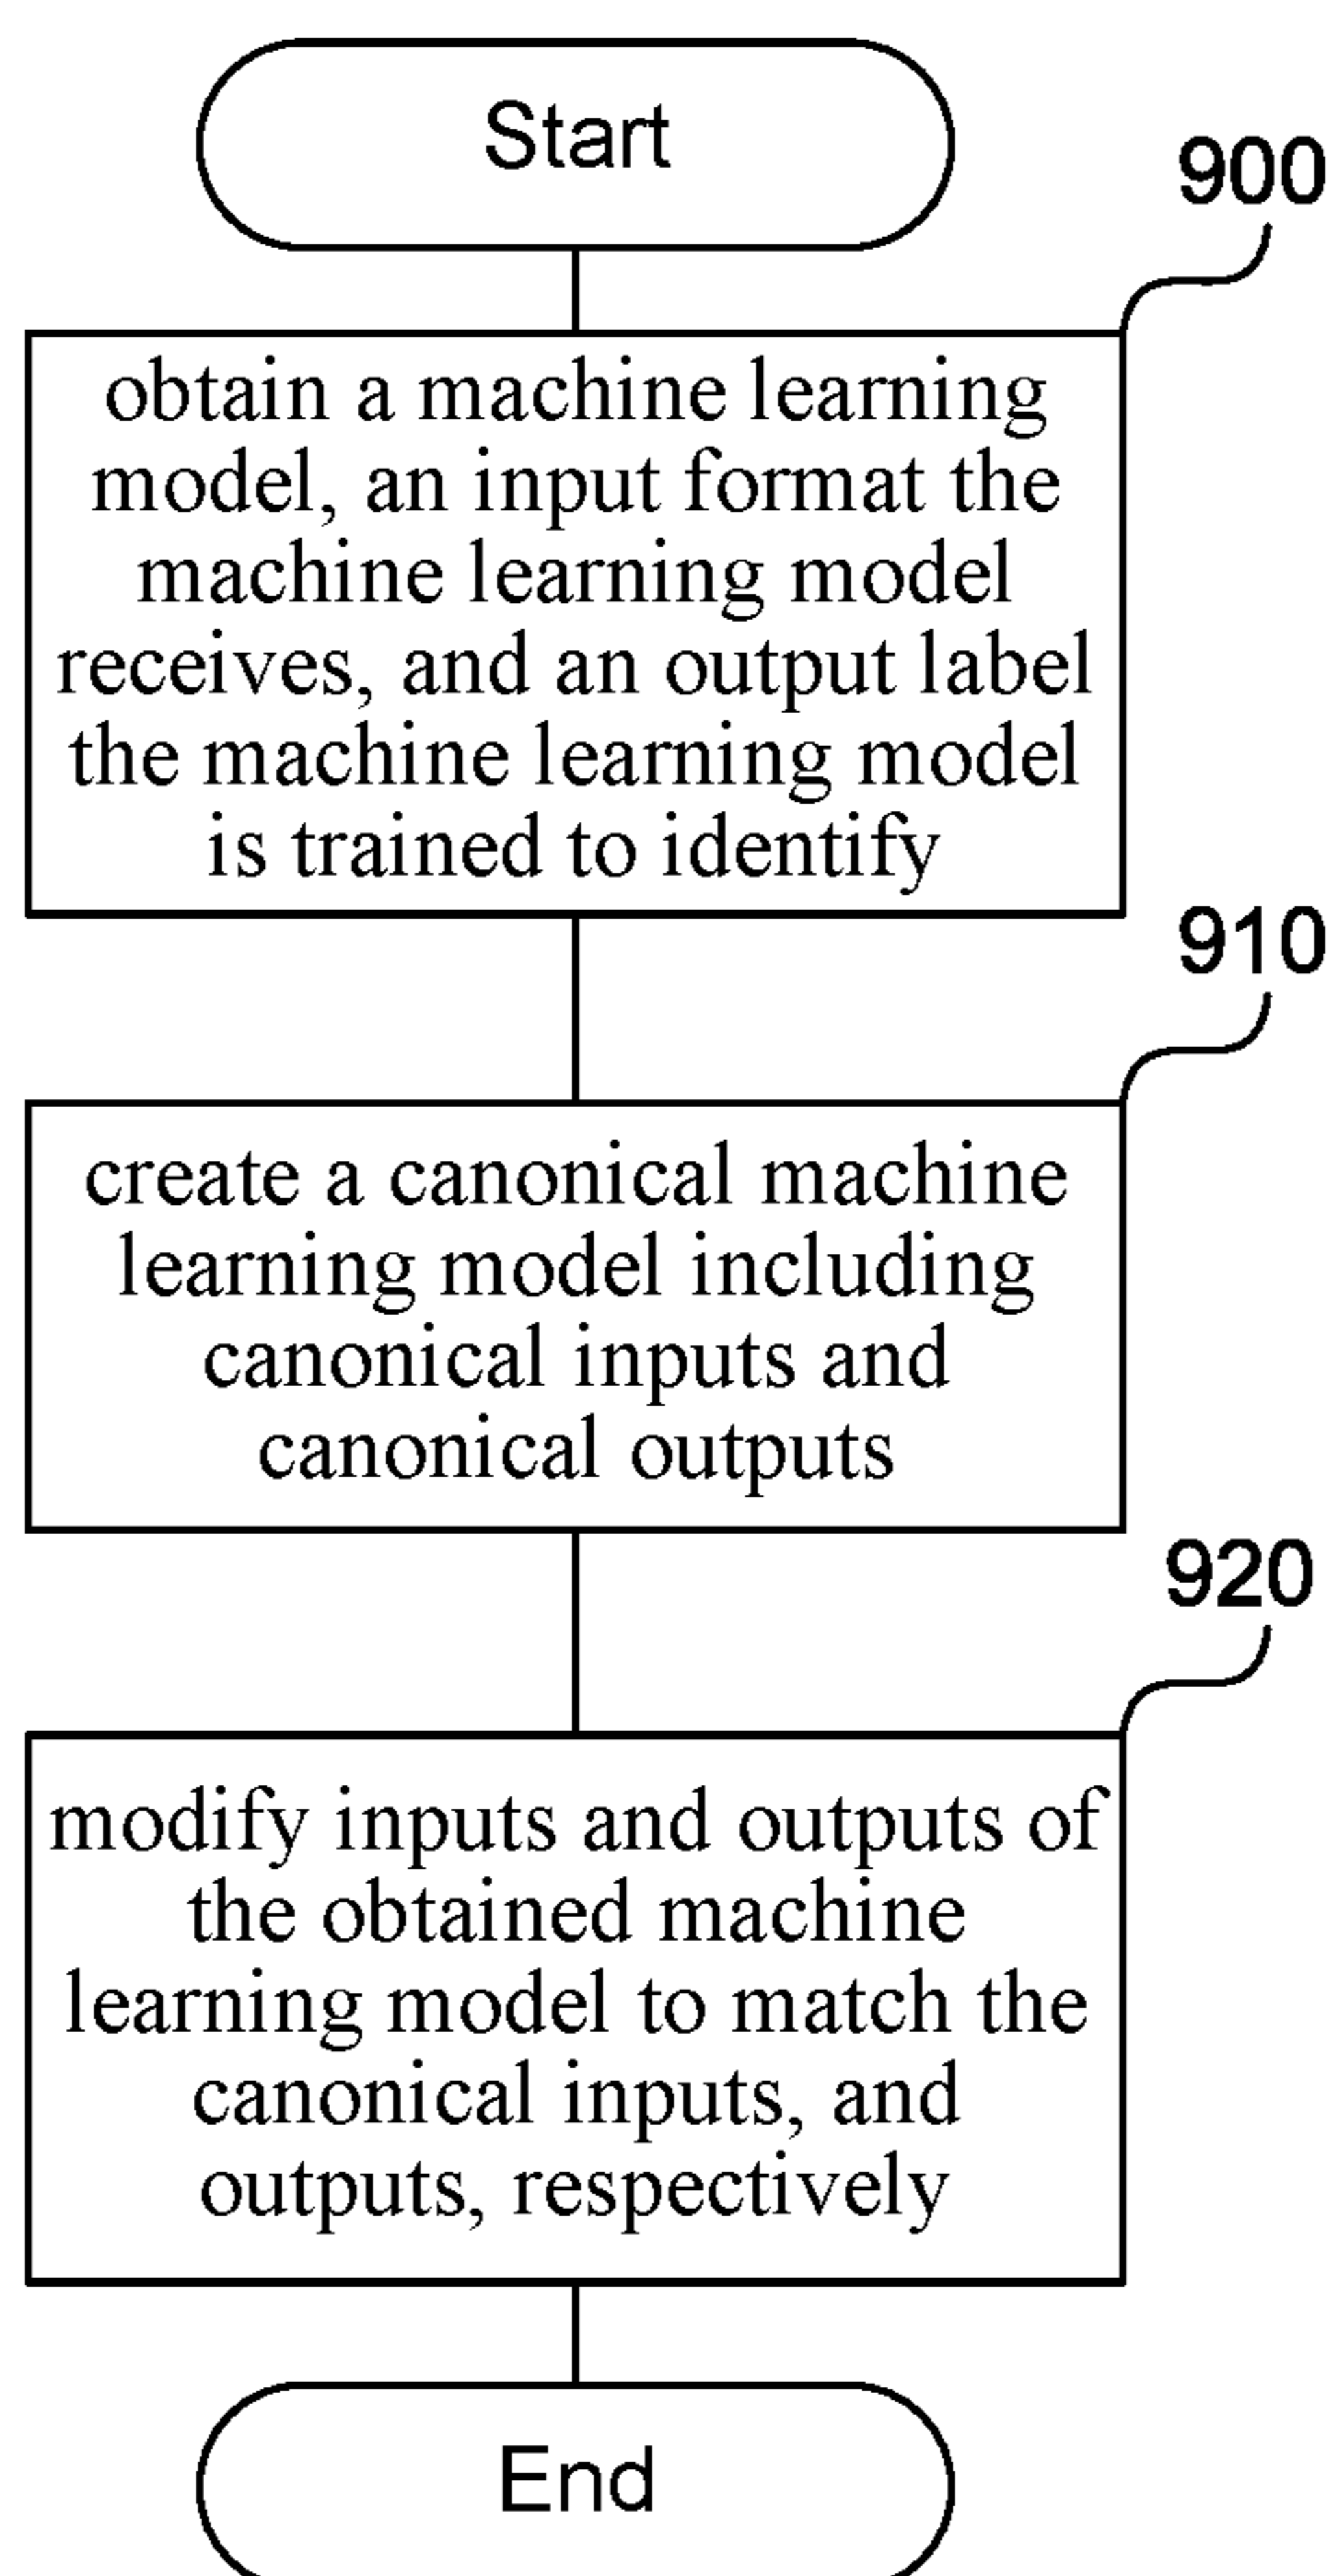 Start
900
obtain a machine learning
model, an input format the
machine learning model
receives, and an output label
the machine learning model
is trained to identify
910
create a canonical machine
learning model including
canonical inputs and
canonical outputs
920
modify inputs and outputs of
the obtained machine
learning model to match the
canonical inputs, and
outputs, respectively
End